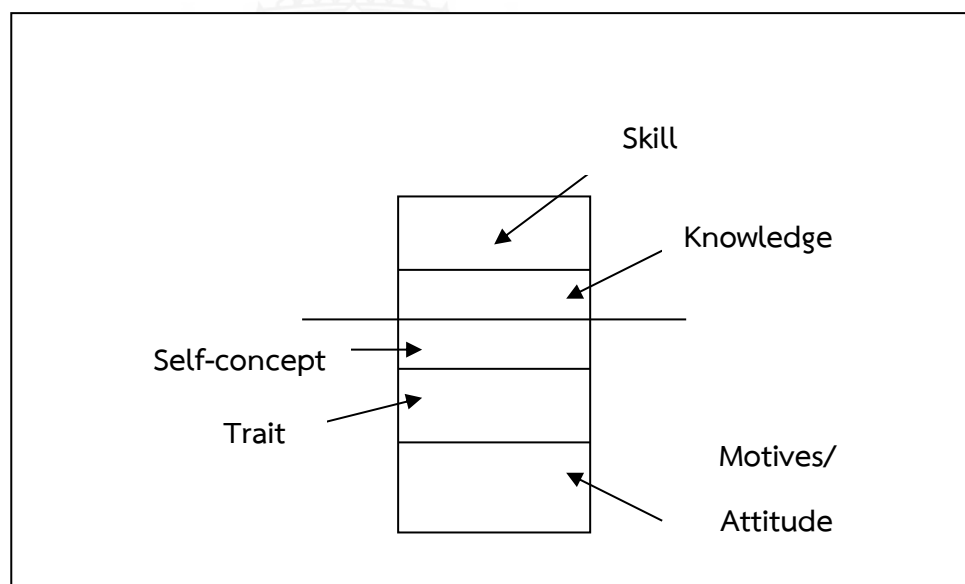 Skill
Knowledge
Self-concept
Trait
Motives/
Attitude